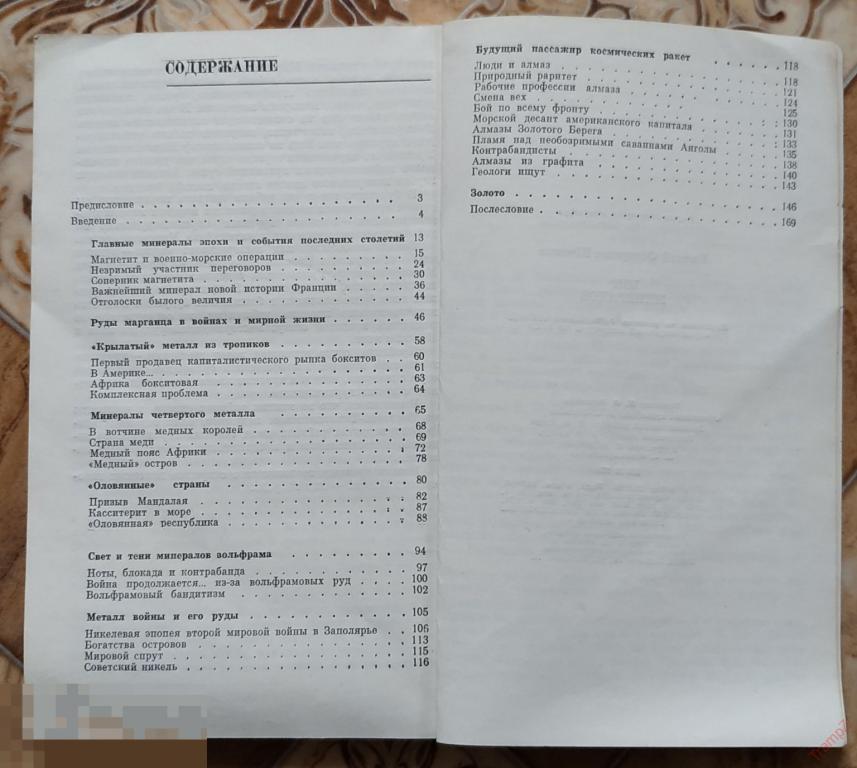 СОДЕРЖАНИЕ
Предисловие . . . . . . . . . . . . . . . . . . . 3
Введение . . . . . . . . . . . . . . . . . . . . 4
Главные минералы эпохи и события последних столетий 13
Магнетит и военно-морские операции . . . . . . . . . 15
Незримый участник переговоров . . . . . . . . . . 24
Соперник магнетита . . . . . . . . . . . . . . . 30
Важнейший минерал новой истории Франции . . . . . 36
Отголоски былого величия . . . . . . . . . . . . 44
Руды марганца в войнах и мирной жизни . . . . . . 46
«Крылатый» металл из тропиков . . . . . . . . . . 58
Первый продавец капиталистического рынка бокситов . . 60
В Америке... . . . . . . . . . . . . . . . . . . 61
Африка бокситовая . . . . . . . . . . . . . . . 63
Комплексная проблема . . . . . . . . . . . . . . 64
Минералы четвертого металла . . . . . . . . . . 65
В вотчине медных королей . . . . . . . . . . . . 68
Страна меди . . . . . . . . . . . . . . . . . . 69
Медный пояс Африки . . . . . . . . . . . . . . . 72
«Медный» остров . . . . . . . . . . . . . . . . 78
«Оловянные» страны . . . . . . . . . . . . . . . 80
Призыв Мандалая . . . . . . . . . . . . . . . . 82
Касситерит в море . . . . . . . . . . . . . . . 87
«Оловянная» республика . . . . . . . . . . . . . 88
Свет и тени минералов вольфрама . . . . . . . . . 94
Ноты, блокада и контрабанда . . . . . . . . . . . 97
Война продолжается... из-за вольфрамовых руд . . . . 100
Вольфрамовый бандитизм . . . . . . . . . . . . . 102
Металл войны и его руды . . . . . . . . . . . . 105
Никелевая эпопея второй мировой войны в Заполярье . . 106
Богатства островов . . . . . . . . . . . . . . . 113
Мировой спрут . . . . . . . . . . . . . . . . . 115
Советский никель . . . . . . . . . . . . . . . . 116
Будущий пассажир космических ракет . . . . . . 118
Люди и алмаз . . . . . . . . . . . . . . . . 118
Природный раритет . . . . . . . . . . . . . . 121
Рабочие профессии алмаза . . . . . . . . . . . 124
Смена вех . . . . . . . . . . . . . . . . . . 125
Бой по всему фронту . . . . . . . . . . . . . 130
Морской десант американского капитала . . . . . 131
Алмазы Золотого Берега . . . . . . . . . . . . 133
Пламя над необозримыми саваннами Анголы . . . . 135
Контрабандисты . . . . . . . . . . . . . . . 138
Алмазы из графита . . . . . . . . . . . . . . 140
Геологи ищут . . . . . . . . . . . . . . . . 143
Золото . . . . . . . . . . . . . . . . . . . 146
Послесловие . . . . . . . . . . . . . . . . . 169